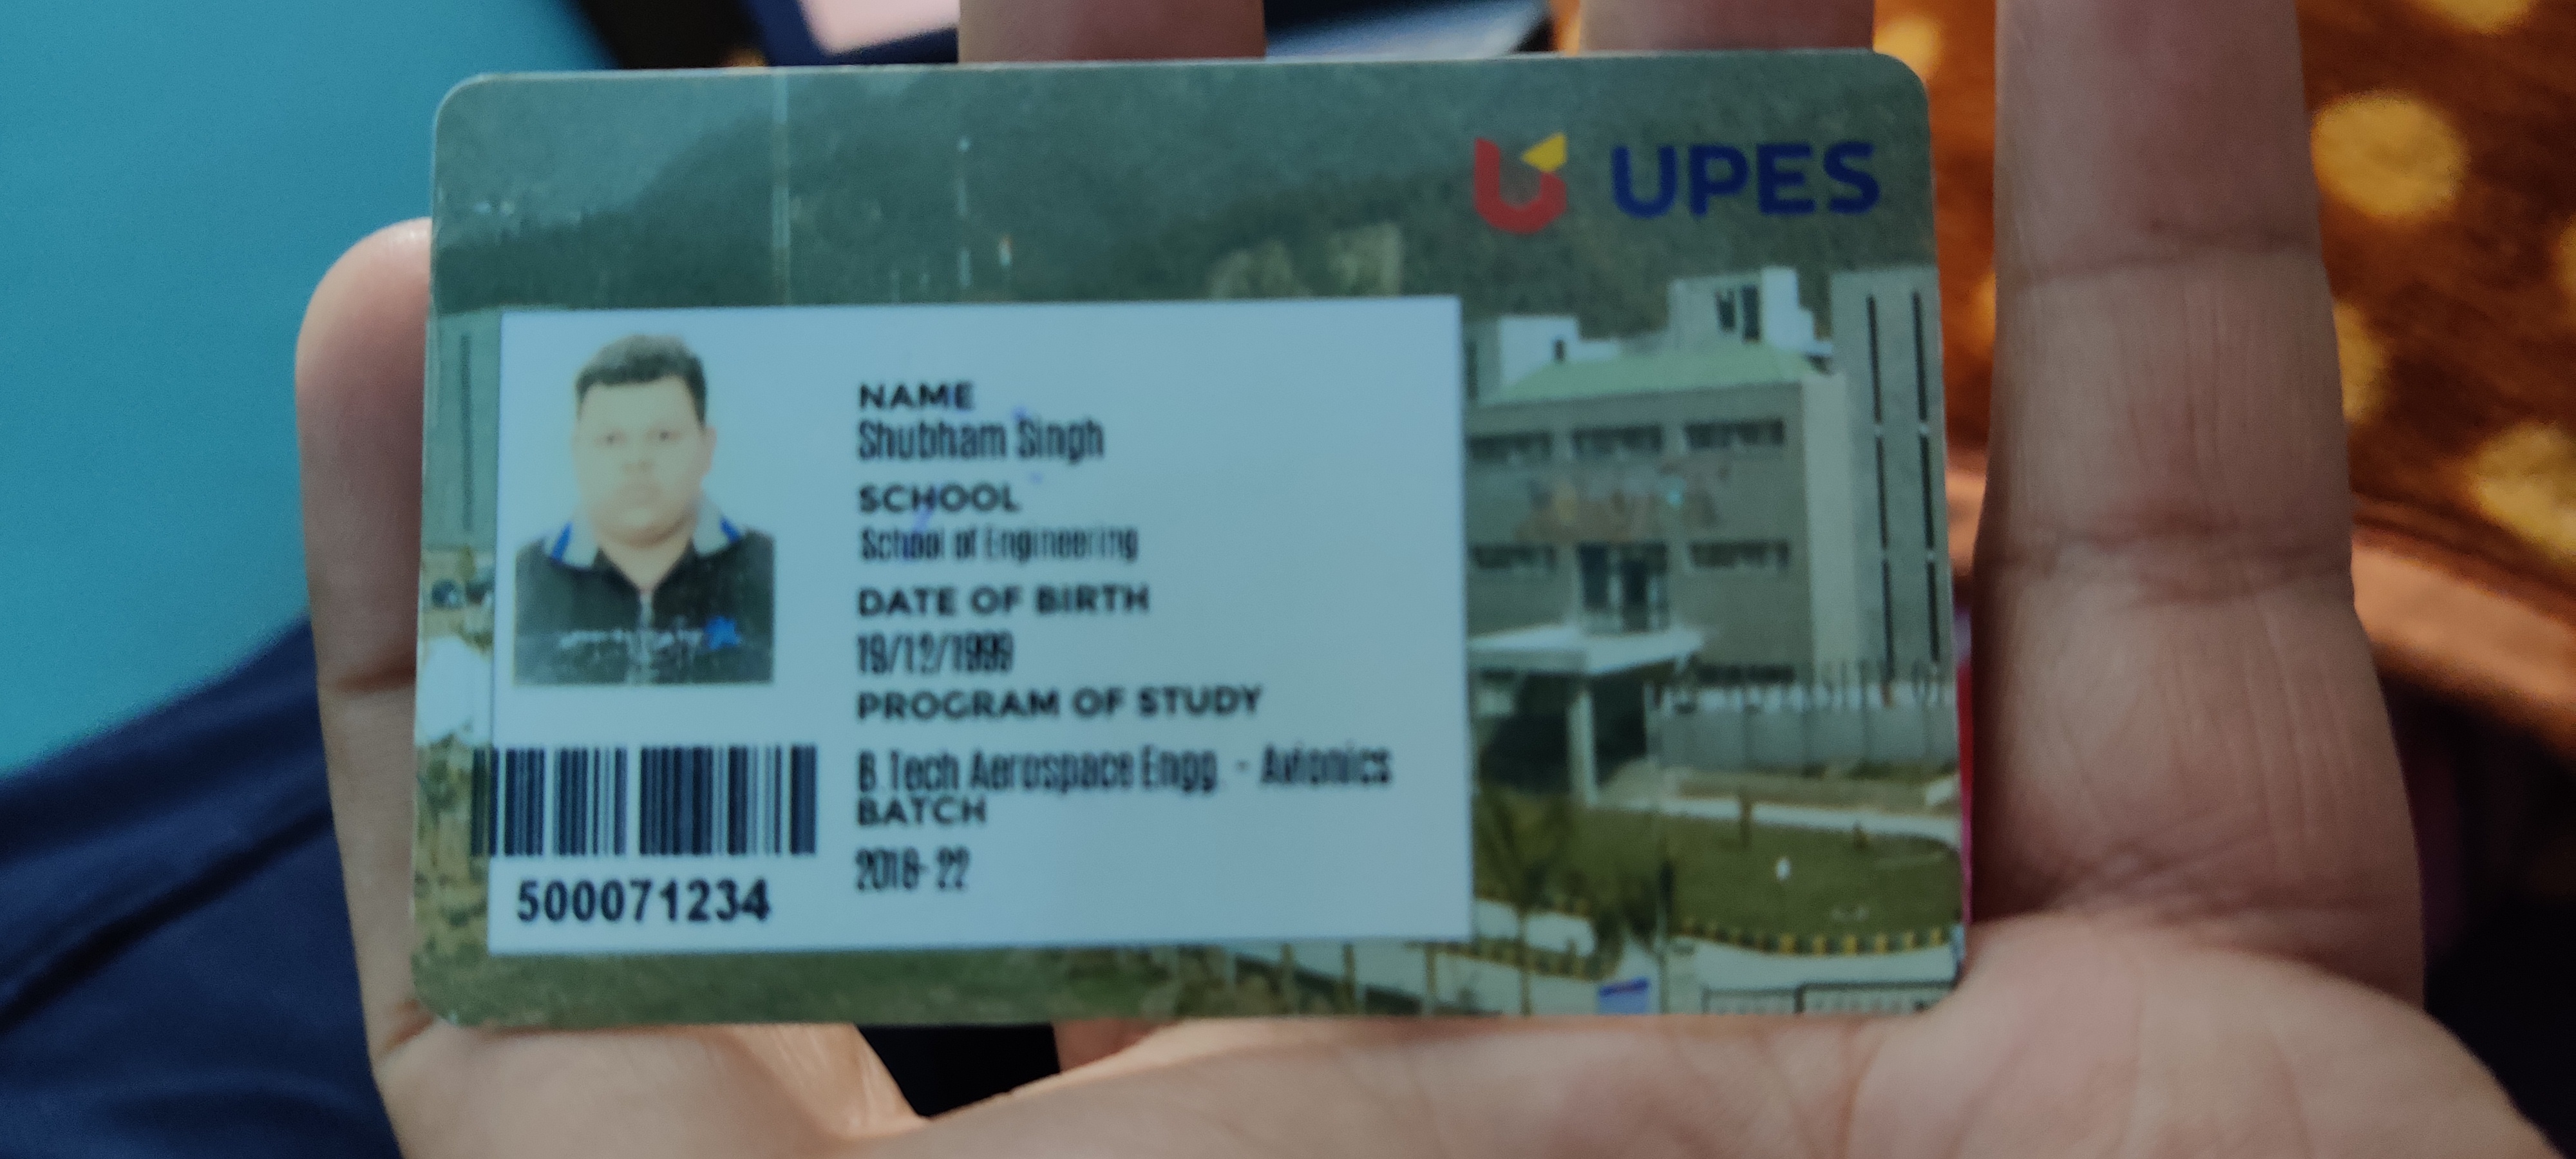 UPES
NAME
Shubham Singh
SCHOOL
School of Engineering
DATE OF BIRTH
19/12/1999
PROGRAM OF STUDY
B.Tech Aerospace Engg. - Avionics
BATCH
2018- 22
500071234